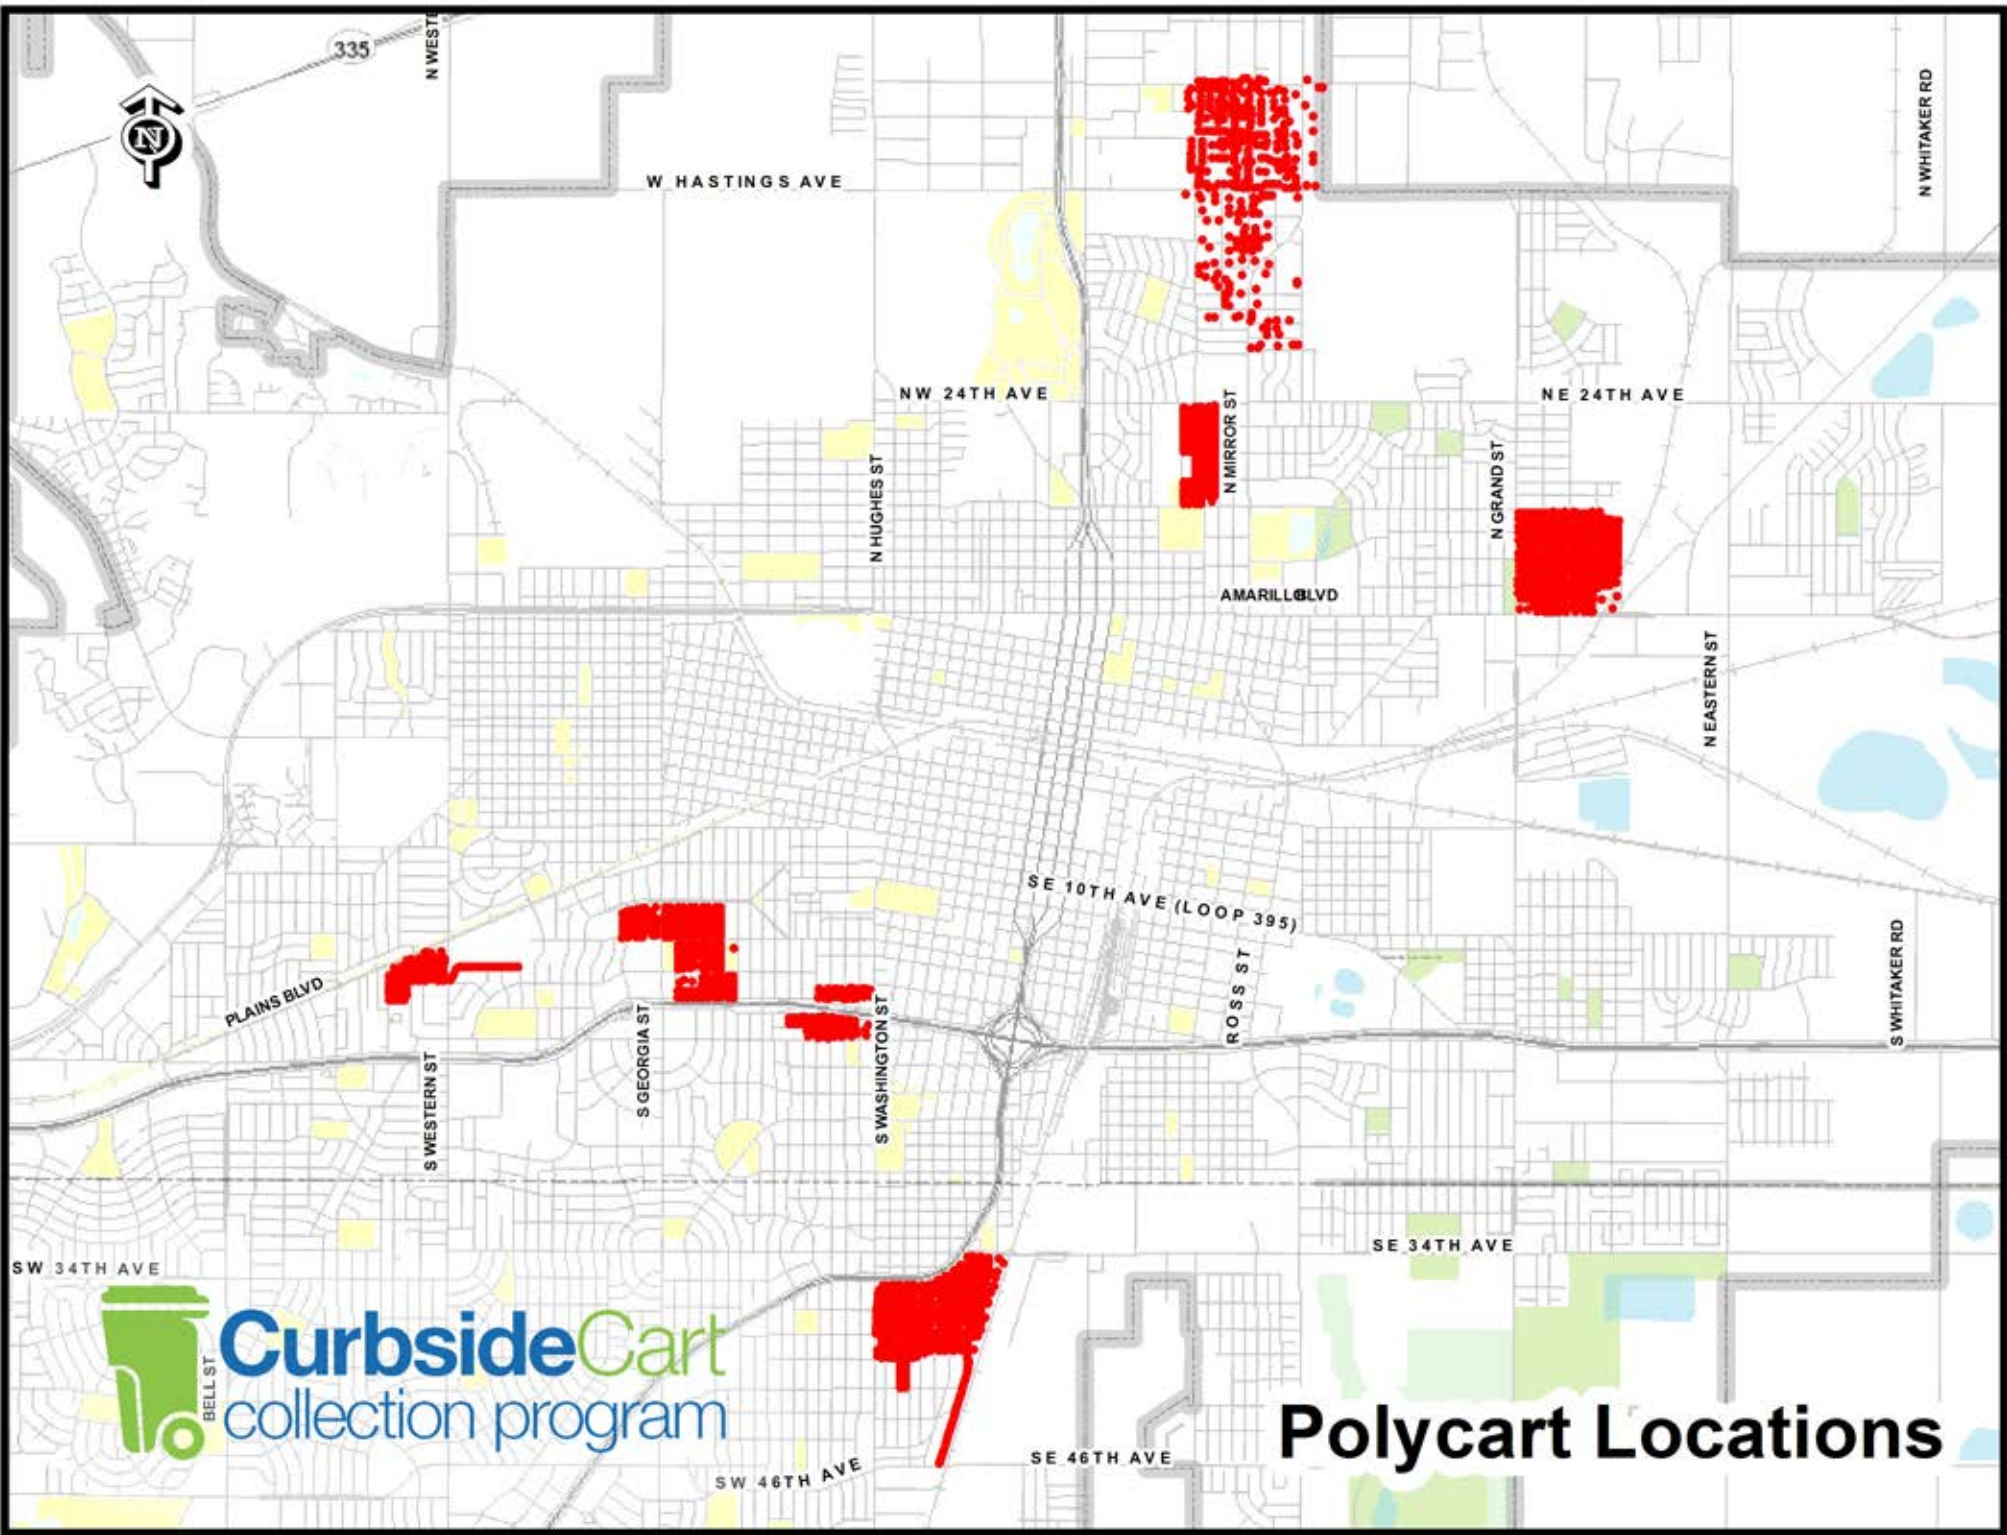 335
N WEST
N WHITAKER RD
N
W HASTINGS AVE
NW 24TH AVE
NE 24TH AVE
N MIRROR ST
N GRAND ST
N HUGHES ST
AMARILLO BLVD
N EASTERN ST
SE 10TH AVE (LOOP 395)
PLAINS BLVD
S GEORGIA ST
S WASHINGTON ST
ROSS ST
S WHITAKER RD
S WESTERN ST
SW 34TH AVE
SE 34TH AVE
BELL ST
CurbsideCart
collection program
Polycart Locations
SW 46TH AVE
SE 46TH AVE